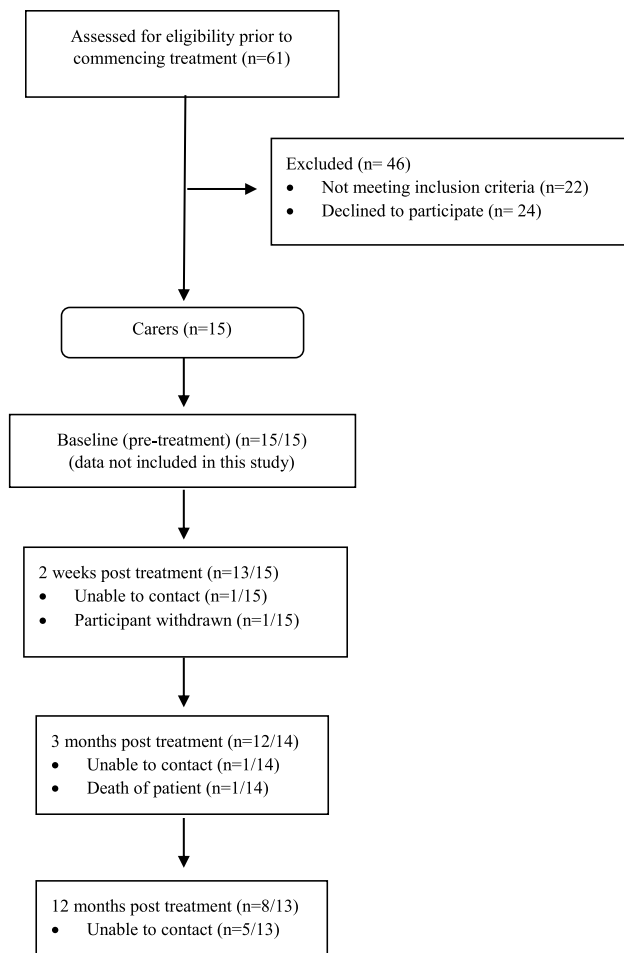 Assessed for eligibility prior to
commencing treatment (n=61)
Excluded (n= 46)
• Not meeting inclusion criteria (n=22)
• Declined to participate (n= 24)
Carers (n=15)
Baseline (pre-treatment) (n=15/15)
(data not included in this study)
2 weeks post treatment (n=13/15)
• Unable to contact (n=1/15)
• Participant withdrawn (n=1/15)
3 months post treatment (n=12/14)
• Unable to contact (n=1/14)
• Death of patient (n=1/14)
12 months post treatment (n=8/13)
• Unable to contact (n=5/13)